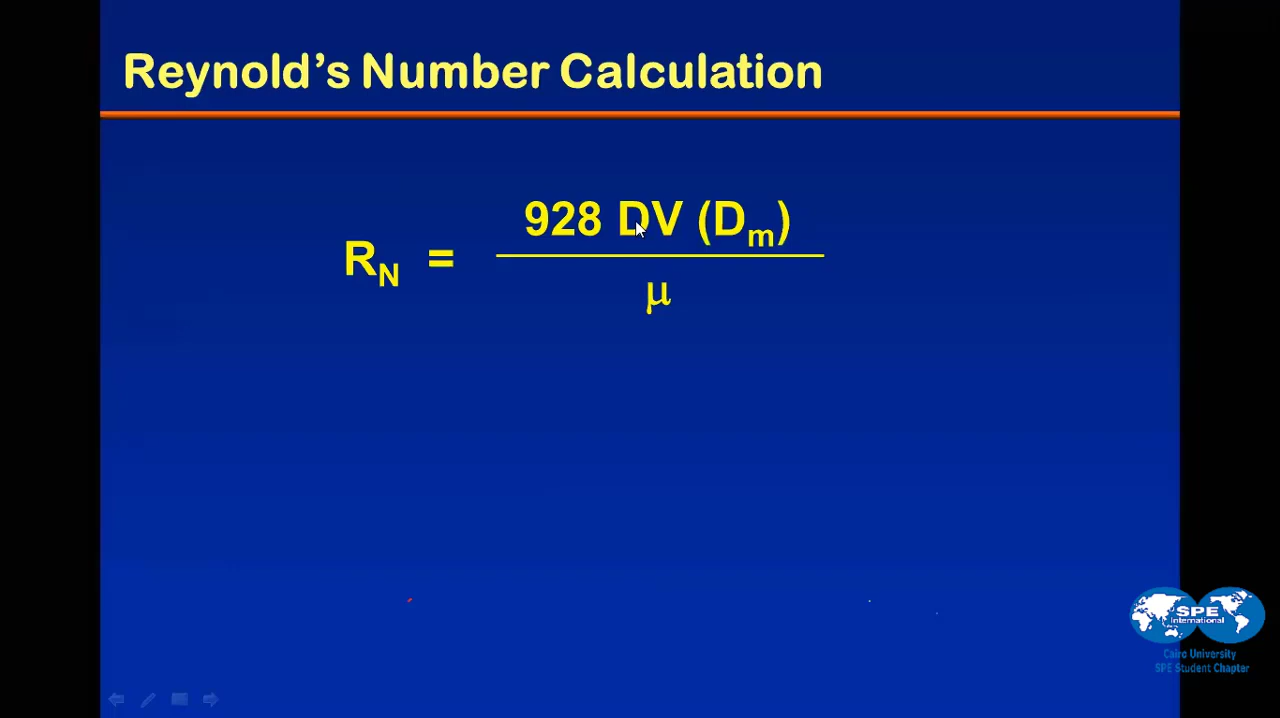 Reynold’s Number Calculation
R_N = 928 DV (D_m)
μ
SPE
International
Cairo University
SPE Student Chapter